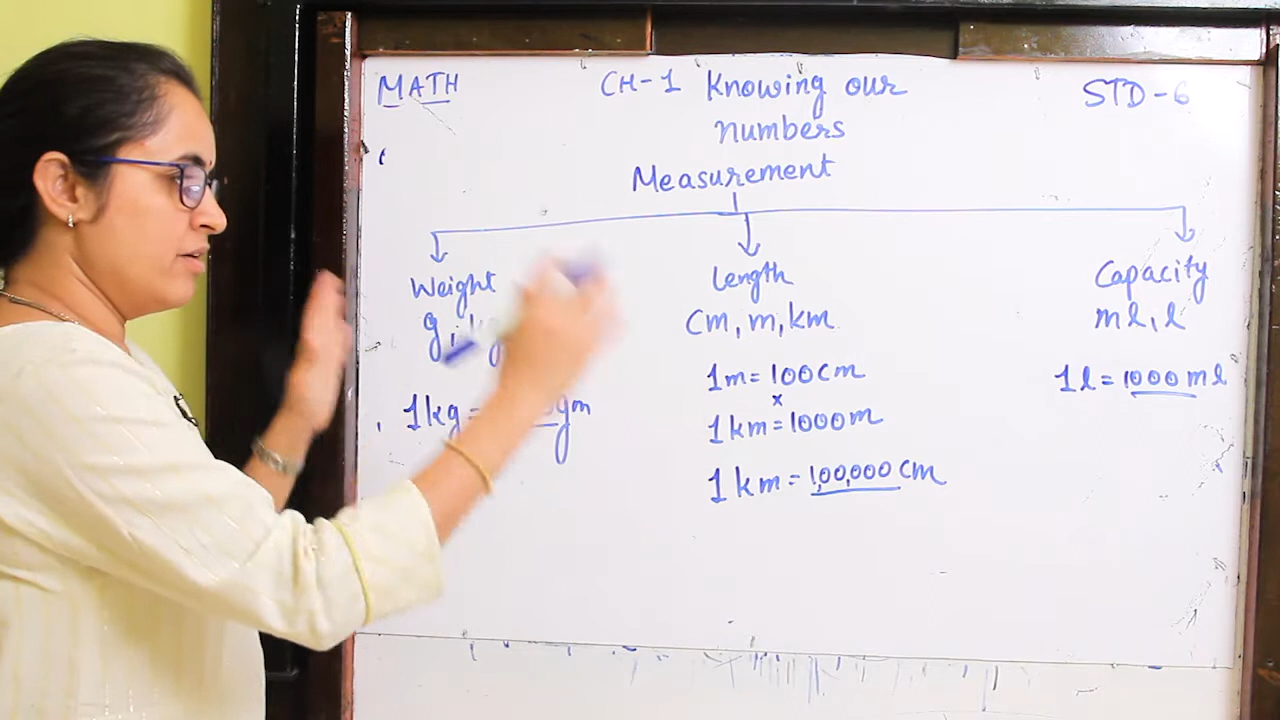 MATH
CH-1 Knowing our
numbers
STD-6
Measurement
Weight
g, kg
1kg = gm
Length
cm, m, km
1m = 100cm
x
1km = 1000m
1km = 1,00,000 cm
Capacity
ml, l
1l = 1000 ml